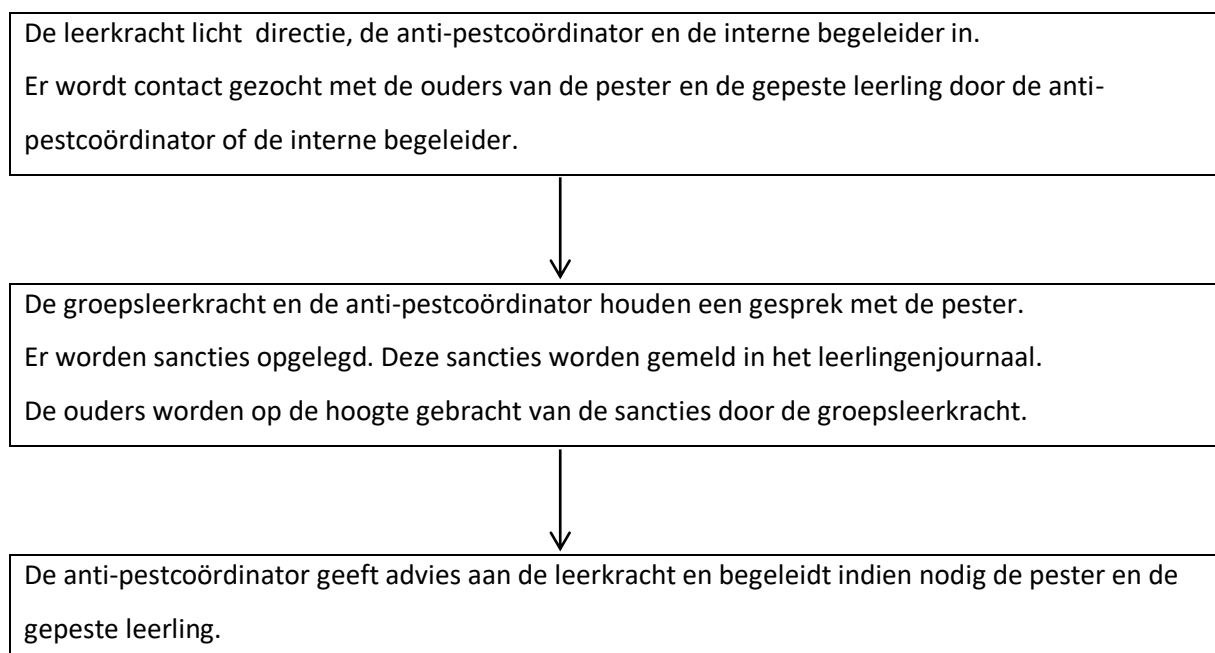 De leerkracht licht  directie, de anti-pestcoördinator en de interne begeleider in.
Er wordt contact gezocht met de ouders van de pester en de gepeste leerling door de anti-
pestcoördinator of de interne begeleider.
De groepsleerkracht en de anti-pestcoördinator houden een gesprek met de pester.
Er worden sancties opgelegd. Deze sancties worden gemeld in het leerlingenjournaal.
De ouders worden op de hoogte gebracht van de sancties door de groepsleerkracht.
De anti-pestcoördinator geeft advies aan de leerkracht en begeleidt indien nodig de pester en de
gepeste leerling.